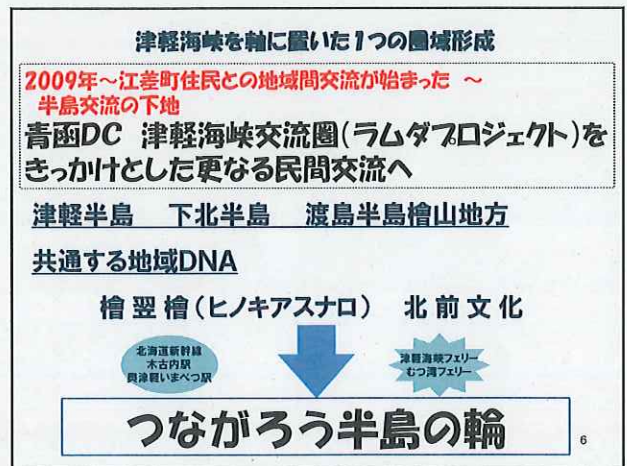 津軽海峡を軸に置いた1つの圏域形成
2009年～江差町住民との地域間交流が始まった ～
半島交流の下地
青函DC 津軽海峡交流圏(ラムダプロジェクト)を
きっかけとした更なる民間交流へ
津軽半島 下北半島 渡島半島檜山地方
共通する地域DNA
檜翌檜(ヒノキアスナロ) 北前文化
北海道新幹線
木古内駅
奥津軽いまべつ駅
津軽海峡フェリー
むつ湾フェリー
つながろう半島の輪
6